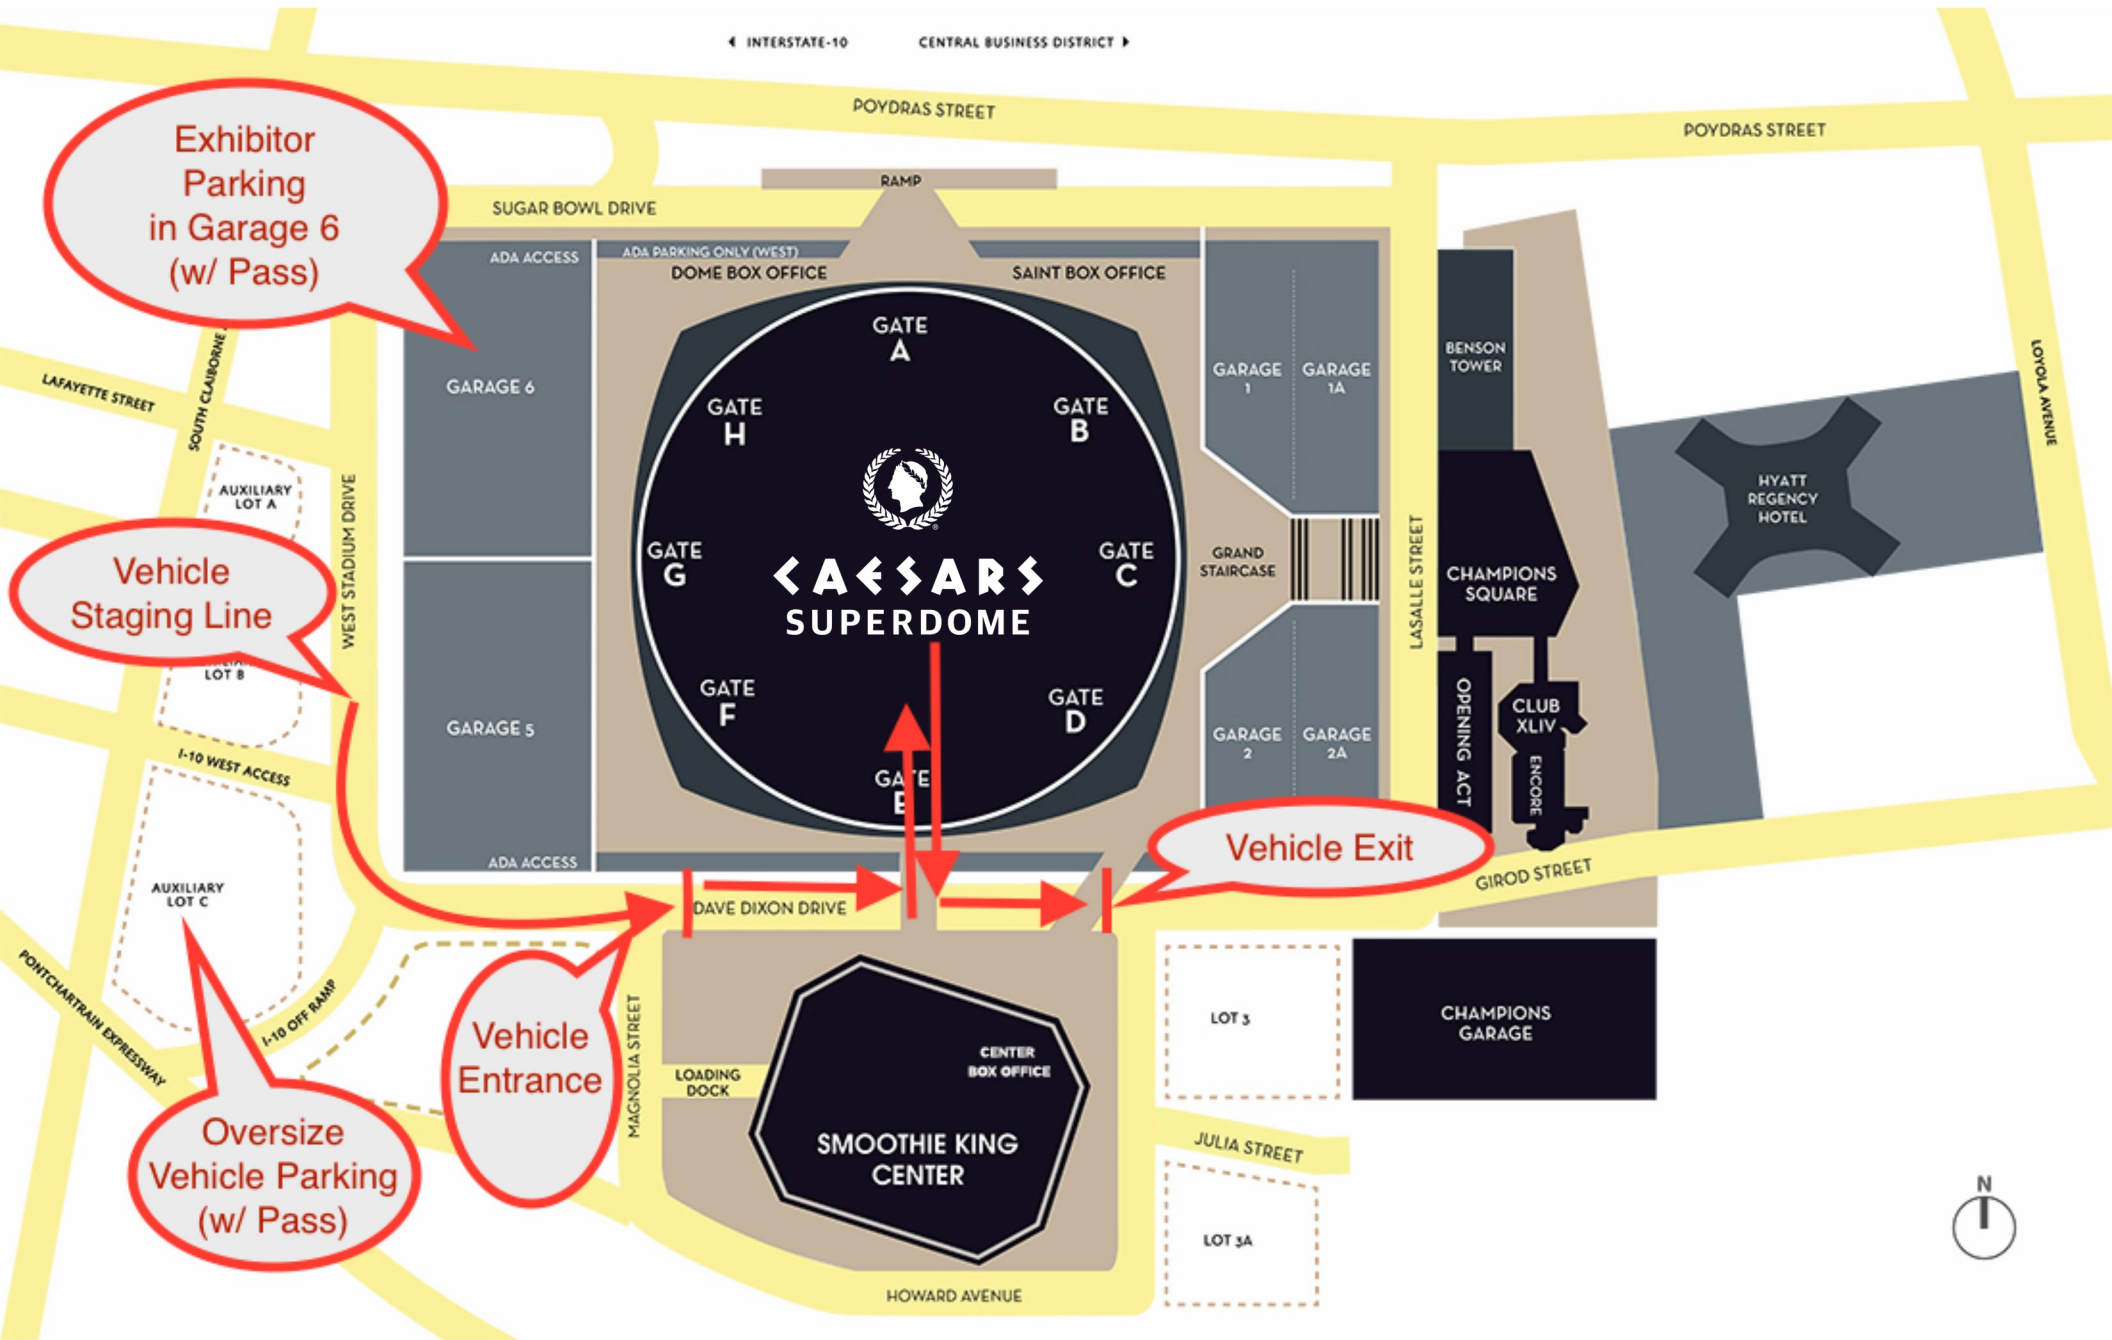 INTERSTATE-10
CENTRAL BUSINESS DISTRICT
POYDRAS STREET
POYDRAS STREET
Exhibitor
Parking
in Garage 6
(w/ Pass)
RAMP
SUGAR BOWL DRIVE
ADA ACCESS
ADA PARKING ONLY (WEST)
DOME BOX OFFICE
SAINT BOX OFFICE
GATE
A
GATE
H
GATE
B
GARAGE 6
GARAGE
1
GARAGE
1A
BENSON
TOWER
LOYOLA AVENUE
LAFAYETTE STREET
SOUTH CLAIBORNE
AUXILIARY
LOT A
WEST STADIUM DRIVE
HYATT
REGENCY
HOTEL
GATE
G
GATE
C
CAESARS
SUPERDOME
GRAND
STAIRCASE
LASALLE STREET
CHAMPIONS
SQUARE
Vehicle
Staging Line
LOT B
GATE
F
GATE
D
GARAGE 5
GARAGE
2
GARAGE
2A
OPENING ACT
CLUB
XLIV
ENCORE
I-10 WEST ACCESS
GATE
E
ADA ACCESS
Vehicle Exit
GIROD STREET
AUXILIARY
LOT C
DAVE DIXON DRIVE
PONTCHARTRAIN EXPRESSWAY
I-10 OFF RAMP
Vehicle
Entrance
MAGNOLIA STREET
LOADING
DOCK
CENTER
BOX OFFICE
SMOOTHIE KING
CENTER
LOT 3
CHAMPIONS
GARAGE
Oversize
Vehicle Parking
(w/ Pass)
JULIA STREET
LOT 3A
N
HOWARD AVENUE